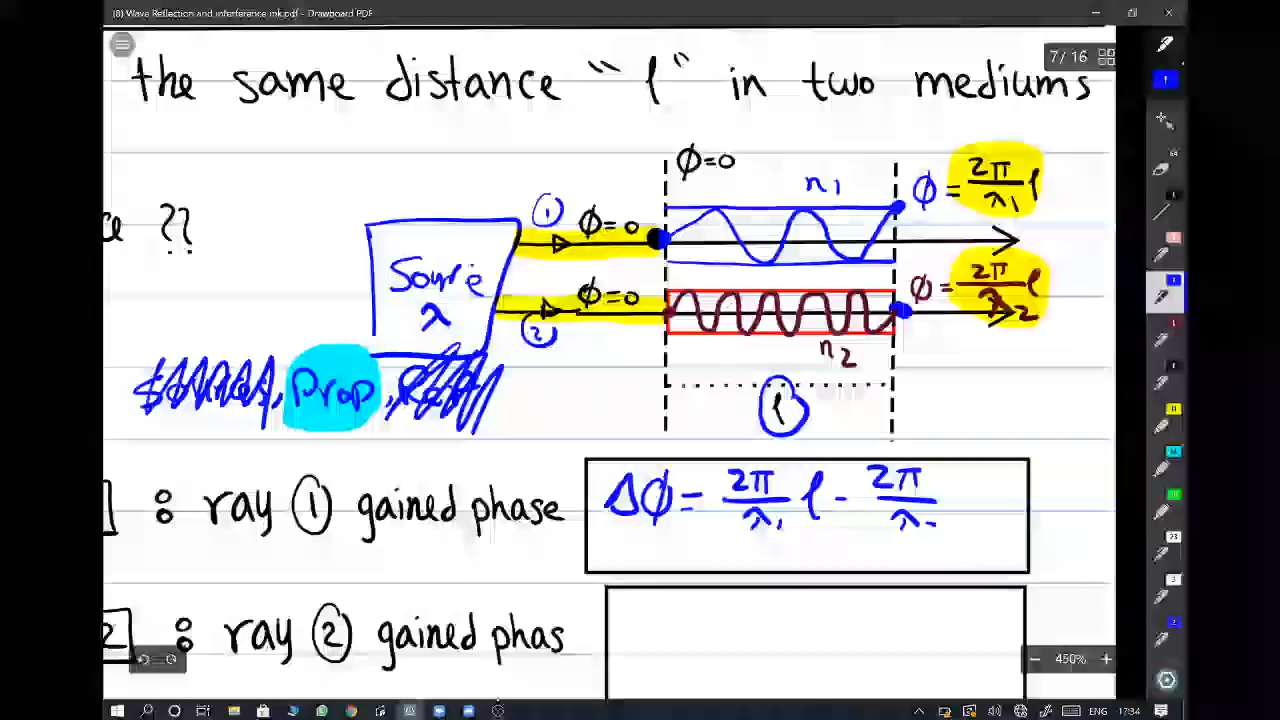 (8) Wave Reflection and interference ink.pdf - Drawboard PDF
7 / 16
the same distance " l " in two mediums
ϕ=0
n1
ϕ = 2π/λ1 l
① ϕ=0
??
Source
λ
ϕ=0
②
ϕ= 2π/λ2 l
n2
, Prop,
l
: ray ① gained phase
Δϕ= 2π/λ1 l - 2π/λ
2 : ray ② gained phas
450%
ENG 17:34